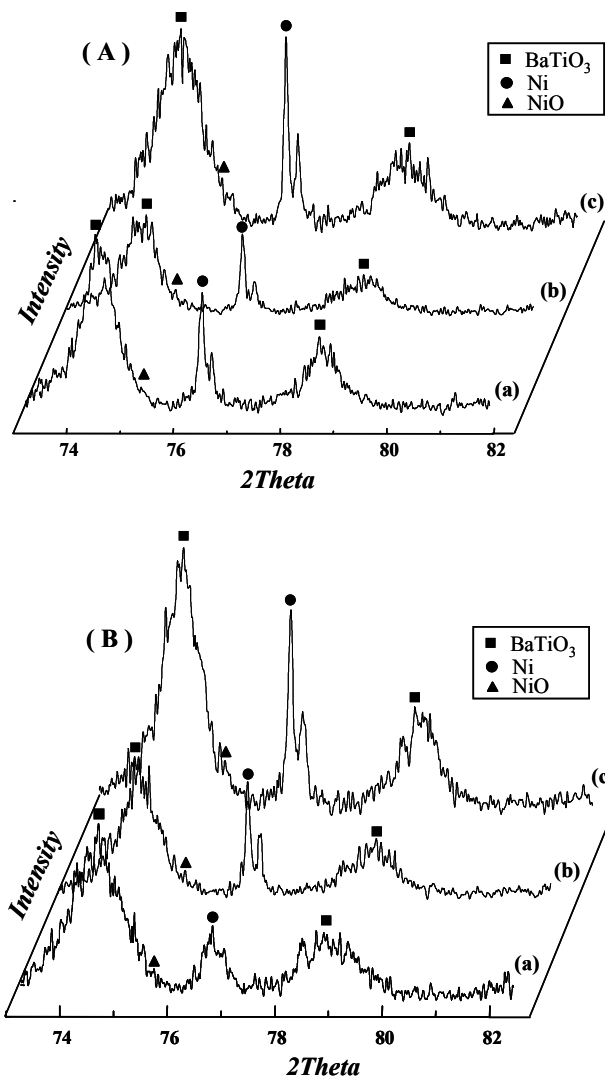 ( A )
■ BaTiO₃
● Ni
▲ NiO
(c)
(b)
(a)
Intensity
74 76 78 80 82
2Theta
( B )
■ BaTiO₃
● Ni
▲ NiO
(c
(b)
(a)
Intensity
74 76 78 80 82
2Theta